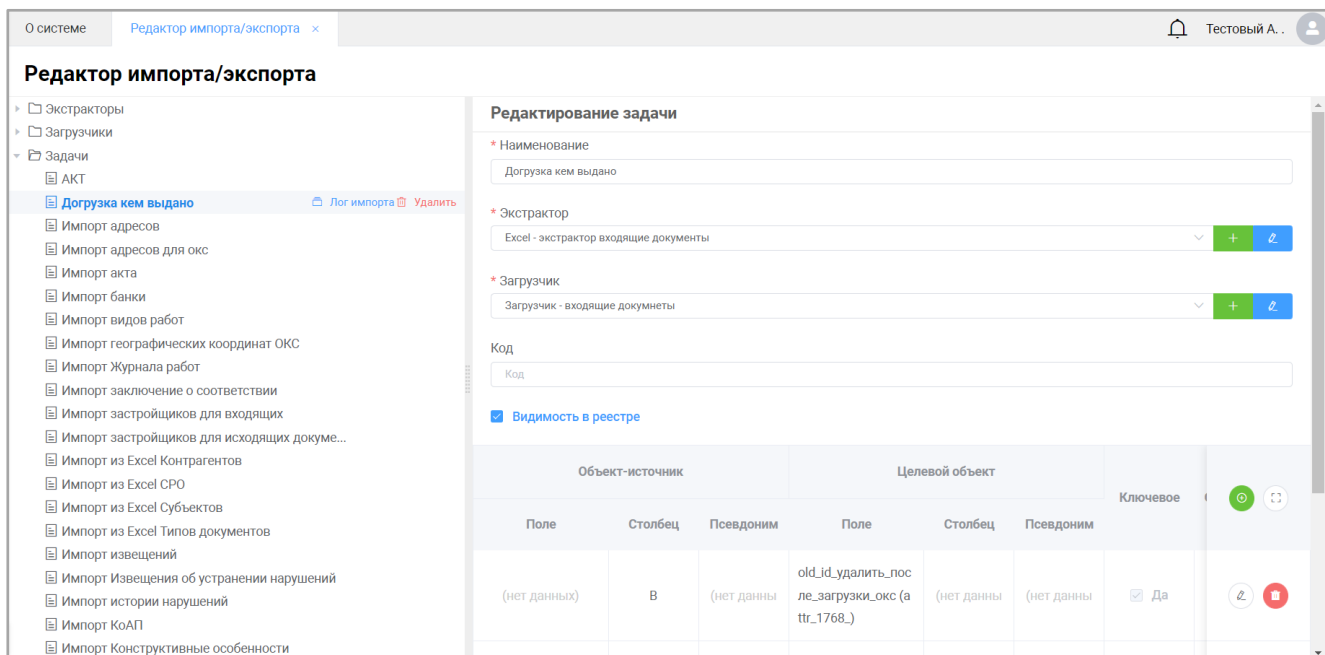 О системе
Редактор импорта/экспорта ×
Тестовый А. .
Редактор импорта/экспорта
Экстракторы
Загрузчики
Задачи
АКТ
Догрузка кем выдано Лог импорта Удалить
Импорт адресов
Импорт адресов для окс
Импорт акта
Импорт банки
Импорт видов работ
Импорт географических координат ОКС
Импорт Журнала работ
Импорт заключение о соответствии
Импорт застройщиков для входящих
Импорт застройщиков для исходящих докуме...
Импорт из Excel Контрагентов
Импорт из Excel СРО
Импорт из Excel Субъектов
Импорт из Excel Типов документов
Импорт извещений
Импорт Извещения об устранении нарушений
Импорт истории нарушений
Импорт КоАП
Импорт Конструктивные особенности
Редактирование задачи
* Наименование
Догрузка кем выдано
* Экстрактор
Excel - экстрактор входящие документы
* Загрузчик
Загрузчик - входящие докумнеты
Код
Код
Видимость в реестре
Объект-источник Целевой объект Ключевое
Поле Столбец Псевдоним Поле Столбец Псевдоним
(нет данных) B (нет данны old_id_удалить_пос
ле_загрузки_окс (a
ttr_1768_) (нет данны (нет данны Да